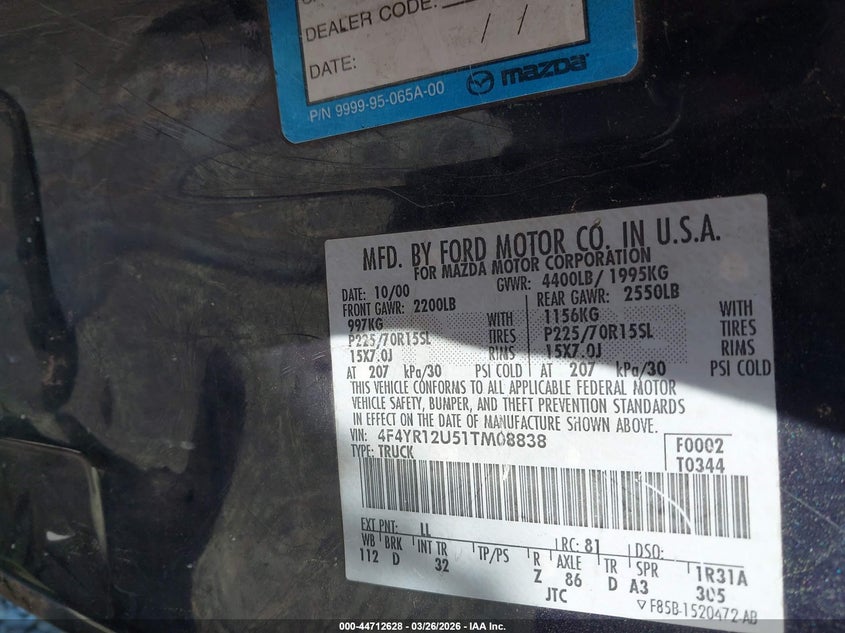 DEALER CODE:
DATE: / /
mazda
P/N 9999-95-065A-00
MFD. BY FORD MOTOR CO. IN U.S.A.
FOR MAZDA MOTOR CORPORATION
DATE: 10/00 GVWR: 4400LB/ 1995KG
FRONT GAWR: 2200LB REAR GAWR: 2550LB
997KG WITH 1156KG WITH
P225/70R15SL TIRES P225/70R15SL TIRES
15X7.0J RIMS 15X7.0J RIMS
AT 207 kPa/30 PSI COLD AT 207 kPa/30 PSI COLD
THIS VEHICLE CONFORMS TO ALL APPLICABLE FEDERAL MOTOR
VEHICLE SAFETY, BUMPER, AND THEFT PREVENTION STANDARDS
IN EFFECT ON THE DATE OF MANUFACTURE SHOWN ABOVE.
VIN: 4F4YR12U51TM08838 F0002
TYPE: TRUCK T0344
EXT PNT: LL RC: 81 DSO:
WB BRK INT TR TP/PS R AXLE TR SPR 1R31A
112 D 32 Z 86 D A3 305
JTC
F85B-1520472-AB
000-44712628 - 03/26/2026 - IAA Inc.